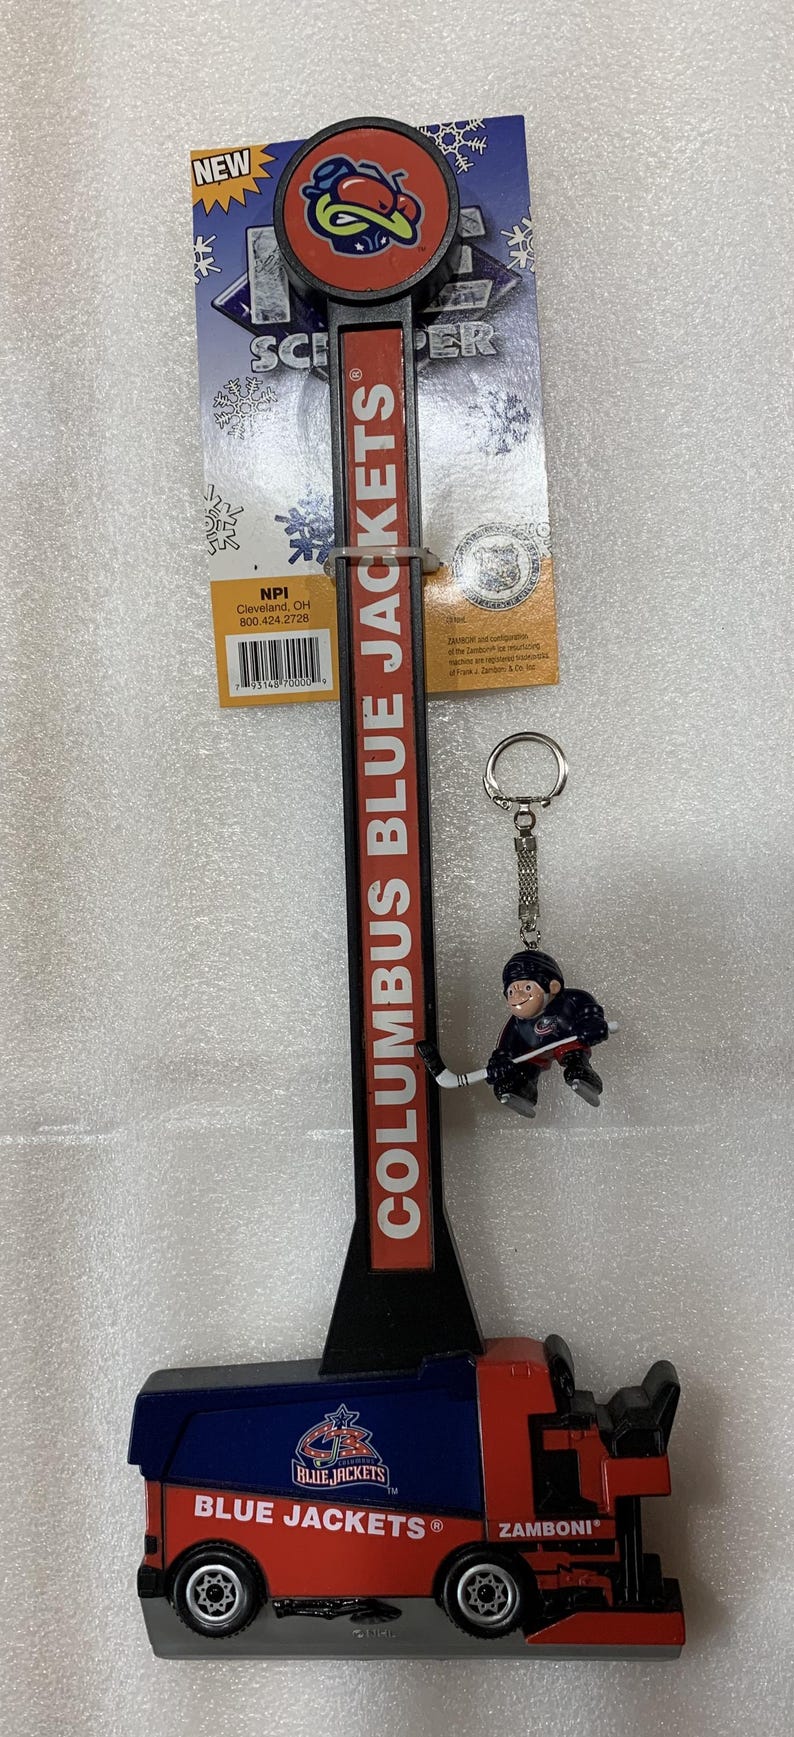 NEW
SCRAPER
COLUMBUS BLUE JACKETS®
NPI
Cleveland, OH
800.424.2728
7 93148 70000 9
ZAMBONI and configuration
of the Zamboni® ice resurfacing
machine are registered trademarks
of Frank J. Zamboni & Co. Inc.
TM
COLUMBUS
BLUE JACKETS
TM
BLUE JACKETS®
ZAMBONI®
NHL